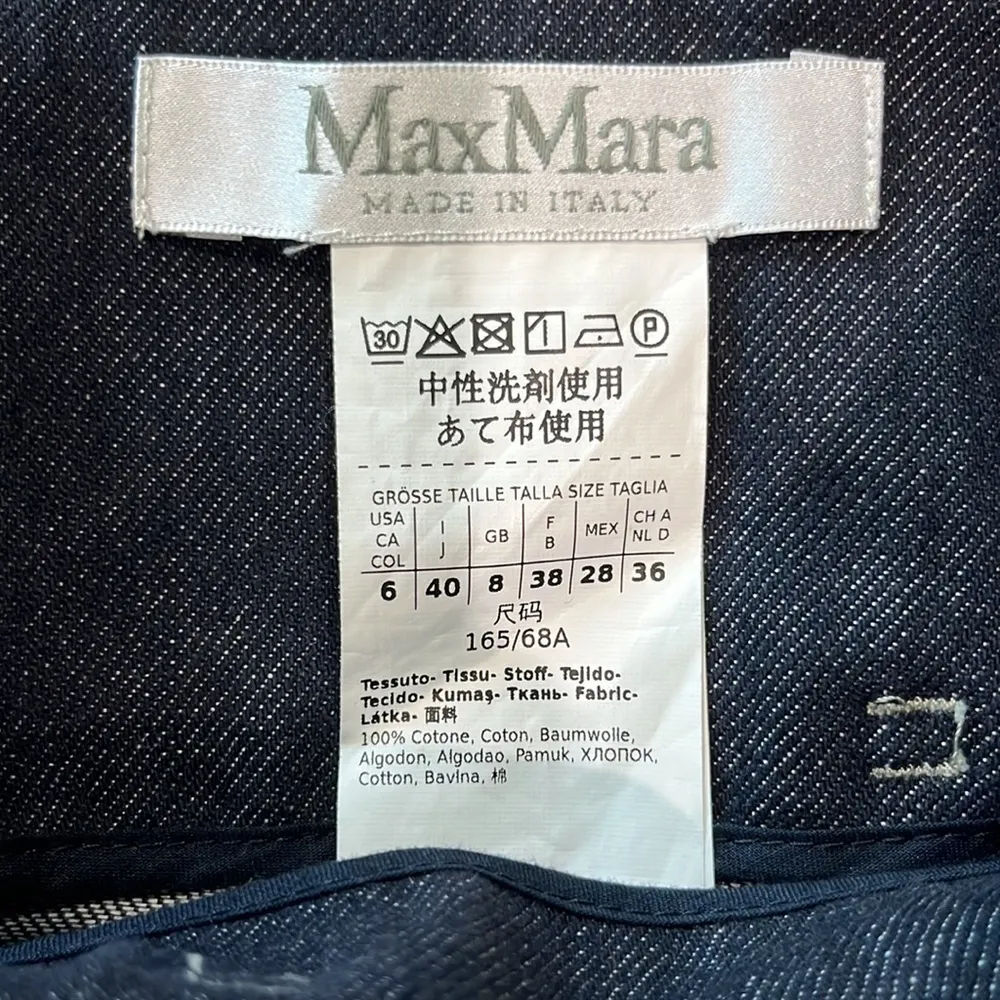 MaxMara
MADE IN ITALY
30 P
中性洗剤使用
あて布使用
GRÖSSE TAILLE TALLA SIZE TAGLIA
USA CA COL I J GB F B MEX CH A NL D
6 40 8 38 28 36
尺码
165/68A
Tessuto- Tissu- Stoff- Tejido-
Tecido- Kumaş- Ткань- Fabric-
Látka- 面料
100% Cotone, Coton, Baumwolle,
Algodon, Algodao, Pamuk, ХЛОПОК,
Cotton, Bavlna, 棉